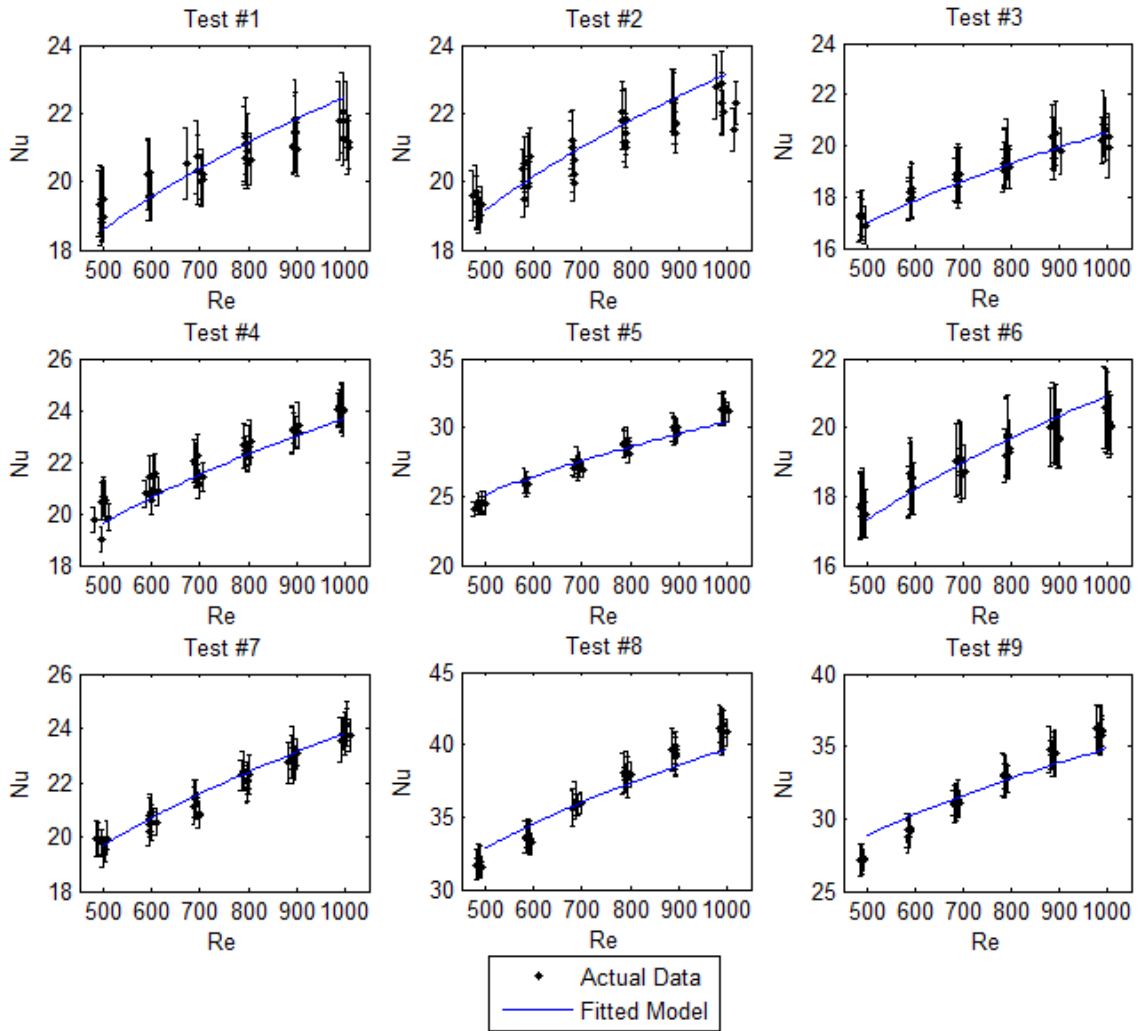 Test #1
Test #2
Test #3
24
22
20
18
Nu
500 600 700 800 900 1000
Re
24
22
20
18
Nu
500 600 700 800 900 1000
Re
24
22
20
18
16
Nu
500 600 700 800 900 1000
Re
Test #4
Test #5
Test #6
26
24
22
20
18
Nu
500 600 700 800 900 1000
Re
35
30
25
20
Nu
500 600 700 800 900 1000
Re
22
20
18
16
Nu
500 600 700 800 900 1000
Re
Test #7
Test #8
Test #9
26
24
22
20
18
Nu
500 600 700 800 900 1000
Re
45
40
35
30
Nu
500 600 700 800 900 1000
Re
40
35
30
25
Nu
500 600 700 800 900 1000
Re
Actual Data
Fitted Model